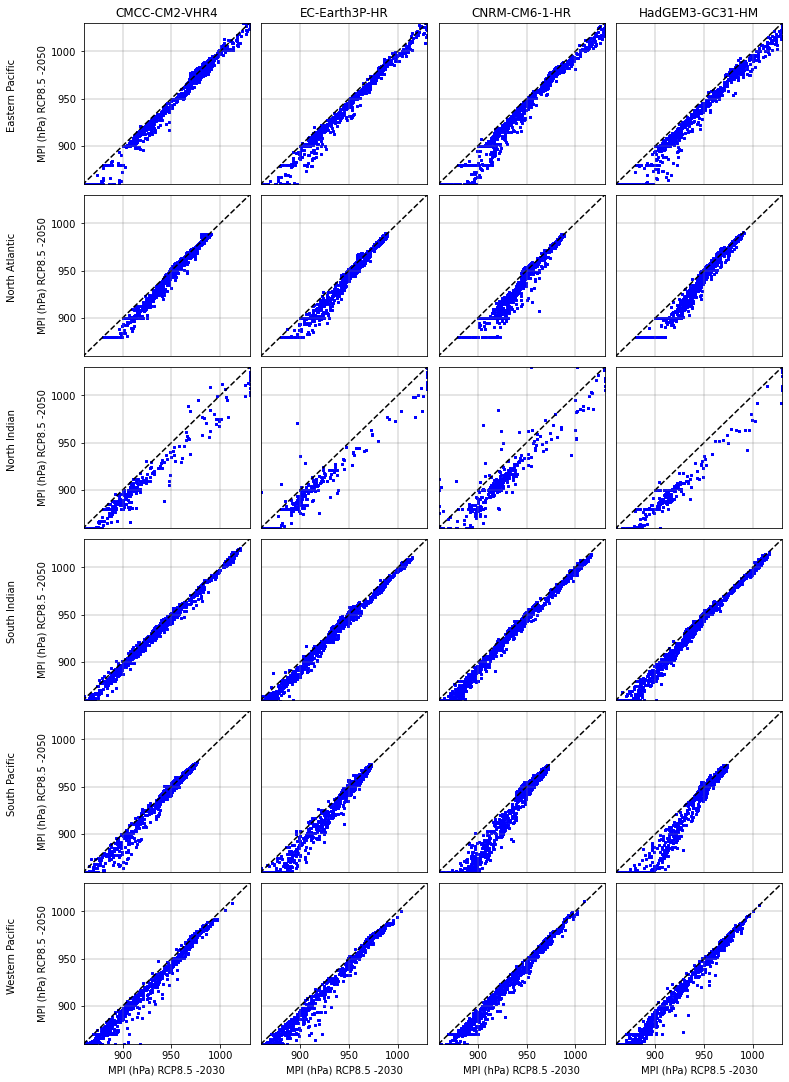 CMCC-CM2-VHR4 EC-Earth3P-HR CNRM-CM6-1-HR HadGEM3-GC31-HM
Eastern Pacific
MPI (hPa) RCP8.5 -2050
1000
950
900
North Atlantic
MPI (hPa) RCP8.5 -2050
1000
950
900
North Indian
MPI (hPa) RCP8.5 -2050
1000
950
900
South Indian
MPI (hPa) RCP8.5 -2050
1000
950
900
South Pacific
MPI (hPa) RCP8.5 -2050
1000
950
900
Western Pacific
MPI (hPa) RCP8.5 -2050
1000
950
900
900 950 1000 900 950 1000 900 950 1000 900 950 1000
MPI (hPa) RCP8.5 -2030 MPI (hPa) RCP8.5 -2030 MPI (hPa) RCP8.5 -2030 MPI (hPa) RCP8.5 -2030